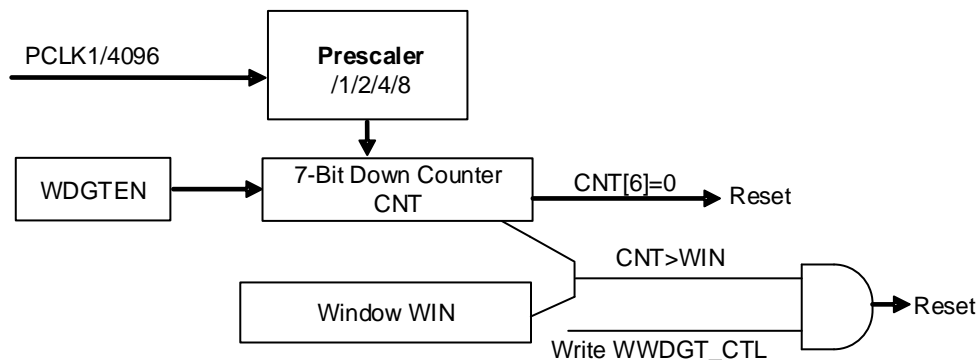 PCLK1/4096
Prescaler
/1/2/4/8
WDGTEN
7-Bit Down Counter
CNT
CNT[6]=0
Reset
CNT>WIN
Window WIN
Reset
Write WWDGT_CTL